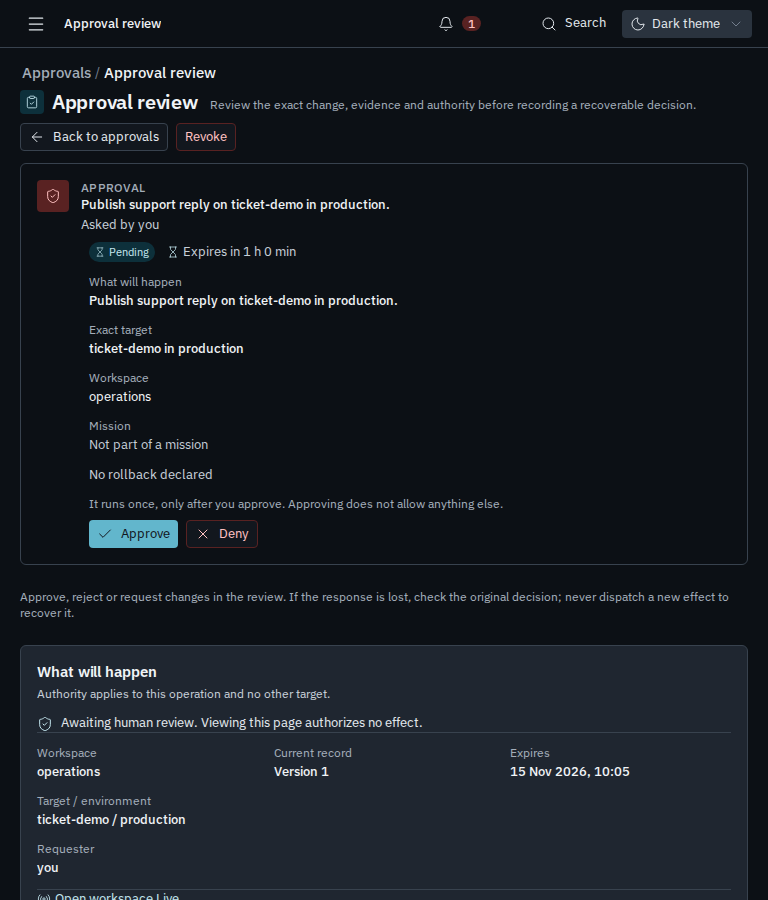 Approval review
1
Search
Dark theme
Approvals / Approval review
Approval review
Review the exact change, evidence and authority before recording a recoverable decision.
Back to approvals
Revoke
APPROVAL
Publish support reply on ticket-demo in production.
Asked by you
Pending
Expires in 1 h 0 min
What will happen
Publish support reply on ticket-demo in production.
Exact target
ticket-demo in production
Workspace
operations
Mission
Not part of a mission
No rollback declared
It runs once, only after you approve. Approving does not allow anything else.
Approve
Deny
Approve, reject or request changes in the review. If the response is lost, check the original decision; never dispatch a new effect to
recover it.
What will happen
Authority applies to this operation and no other target.
Awaiting human review. Viewing this page authorizes no effect.
Workspace
operations
Current record
Version 1
Expires
15 Nov 2026, 10:05
Target / environment
ticket-demo / production
Requester
you
Open workspace Live